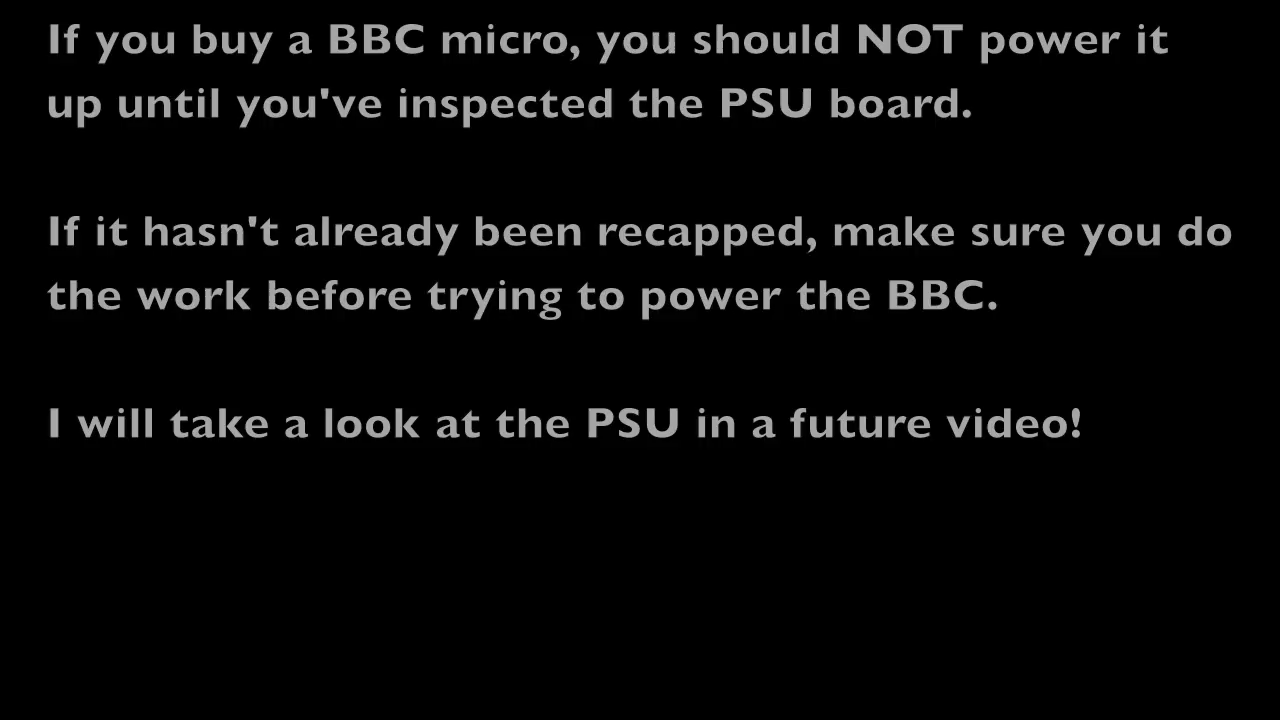 If you buy a BBC micro, you should NOT power it
up until you've inspected the PSU board.
If it hasn't already been recapped, make sure you do
the work before trying to power the BBC.
I will take a look at the PSU in a future video!